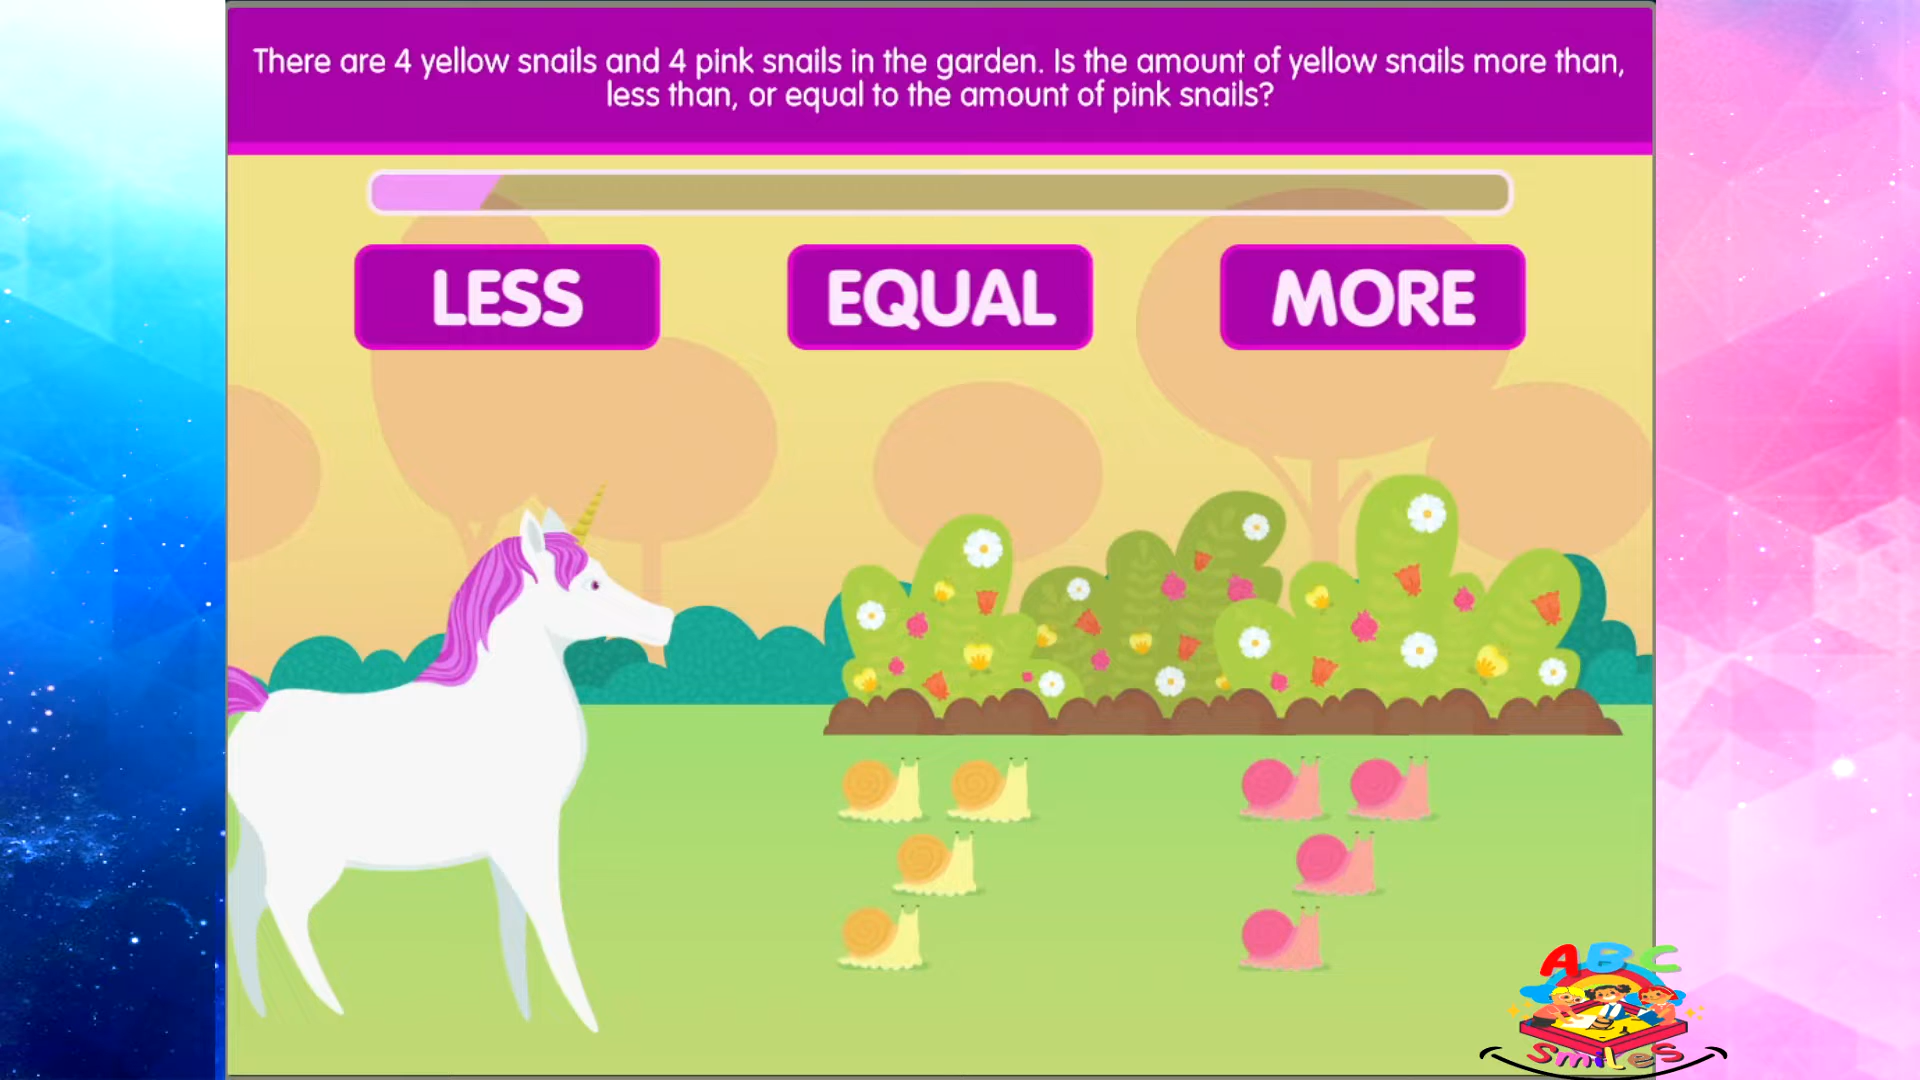 There are 4 yellow snails and 4 pink snails in the garden. Is the amount of yellow snails more than,
less than, or equal to the amount of pink snails?
LESS EQUAL MORE
ABC
SmileS